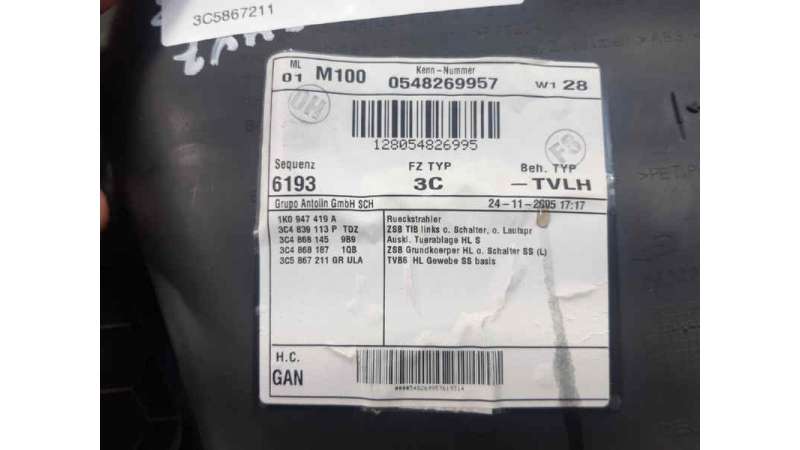 3C5867211
ML 01 M100 Kenn-Nummer 0548269957 W1 28
128054826995
Sequenz 6193 FZ TYP 3C Beh. TYP -TVLH
Grupo Antolin GmbH SCH 24-11-2005 17:17
1K0 947 419 A Rueckstrahler
3C4 839 113 P TDZ ZSB TIB links o. Schalter, o. Lautspr
3C4 868 145 9B9 Auskl. Tuerablage HL S
3C4 868 187 1QB ZSB Grundkoerper HL o. Schalter SS (L)
3C5 867 211 GR ULA TVB6 HL Gewebe SS basis
H.C.
GAN